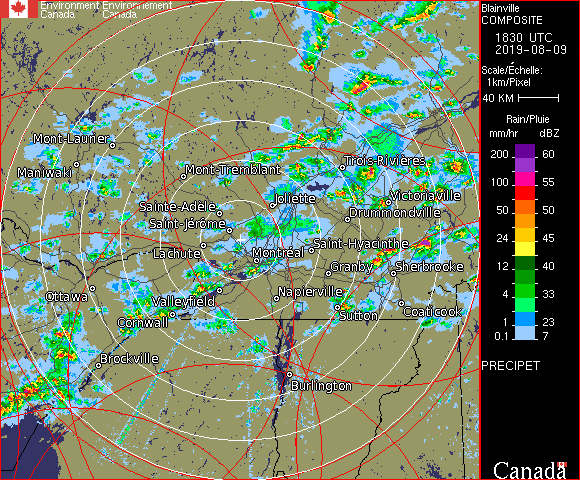 Environment Environnement
Canada Canada
Blainville
COMPOSITE
1830 UTC
2019-08-09
Scale/Échelle:
1km/Pixel
40 KM
Rain/Pluie
mm/hr dBZ
200 60
100 55
50 50
24 45
12 40
4 33
1 23
0.1 7
PRECIPET
Canada
Mont-Laurier
Maniwaki
Mont-Tremblant
Trois-Rivières
Sainte-Adèle
Joliette
Victoriaville
Saint-Jérôme
Drummondville
Lachute
Montréal
Saint-Hyacinthe
Granby
Sherbrooke
Ottawa
Valleyfield
Napierville
Cornwall
Sutton
Coaticook
Brockville
Burlington